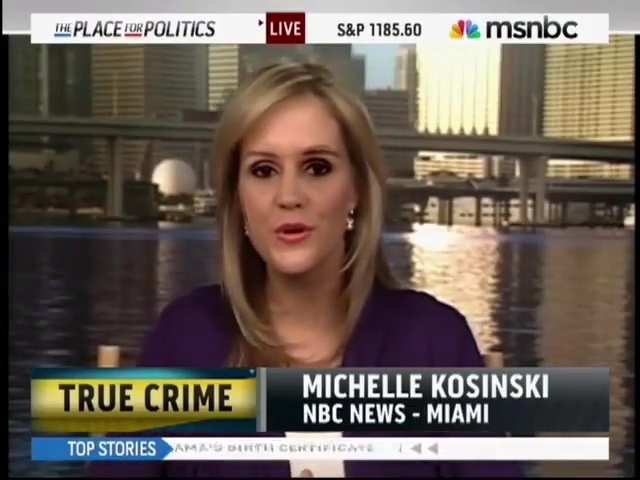 THE PLACE FOR POLITICS
LIVE
S&P 1185.60
msnbc
TRUE CRIME
MICHELLE KOSINSKI
NBC NEWS - MIAMI
TOP STORIES
BIRTH CERTIFICATE